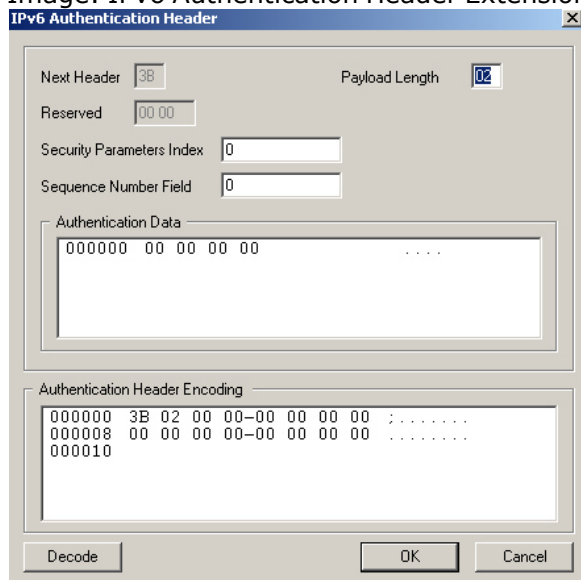 Image: IPv6 Authentication Header Extension
IPv6 Authentication Header
Next Header 3B Payload Length 02
Reserved 00 00
Security Parameters Index 0
Sequence Number Field 0
Authentication Data
000000 00 00 00 00 ....
Authentication Header Encoding
000000 3B 02 00 00-00 00 00 00 ;.......
000008 00 00 00 00-00 00 00 00 ........
000010
Decode OK Cancel